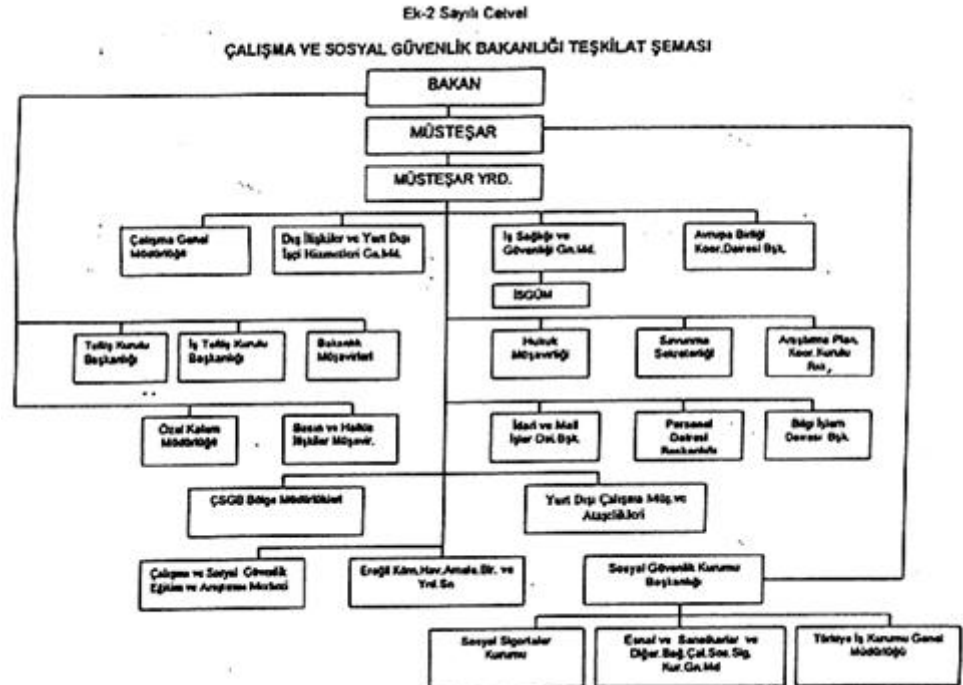 Ek-2 Sayılı Cetvel
ÇALIŞMA VE SOSYAL GÜVENLİK BAKANLIĞI TEŞKİLAT ŞEMASI
BAKAN
MÜSTEŞAR
MÜSTEŞAR YRD.
Çalışma Genel
Müdürlüğü
Dış İlişkiler ve Yurt Dışı
İşçi Hizmetleri Gn.Md.
İş Sağlığı ve
Güvenliği Gn.Md.
Avrupa Birliği
Koor.Dairesi Bşk.
İSGÜM
Teftiş Kurulu
Başkanlığı
İş Teftiş Kurulu
Başkanlığı
Bakanlık
Müşavirleri
Hukuk
Müşavirliği
Savunma
Sekreterliği
Araştırma Plan,
Koor.Kurulu
Özel Kalem
Müdürlüğü
Basın ve Halkla
İlişkiler Müşavir.
İdari ve Mali
İşler Dai.Bşk.
Personel
Dairesi
Başkanlığı
Bilgi İşlem
Dairesi Bşk.
ÇSGB Bölge Müdürlükleri
Yurt Dışı Çalışma Müş.ve
Ataşelikleri
Çalışma ve Sosyal Güvenlik
Eğitim ve Araştırma Merkezi
Ereğli Köm.Hav.Amele.Bir. ve
Yrd.Sn
Sosyal Güvenlik Kurumu
Başkanlığı
Sosyal Sigortalar
Kurumu
Esnaf ve Sanatkarlar ve
Diğer.Bağ.Çal.Sos.Sig.
Kur.Gn.Md
Türkiye İş Kurumu Genel
Müdürlüğü